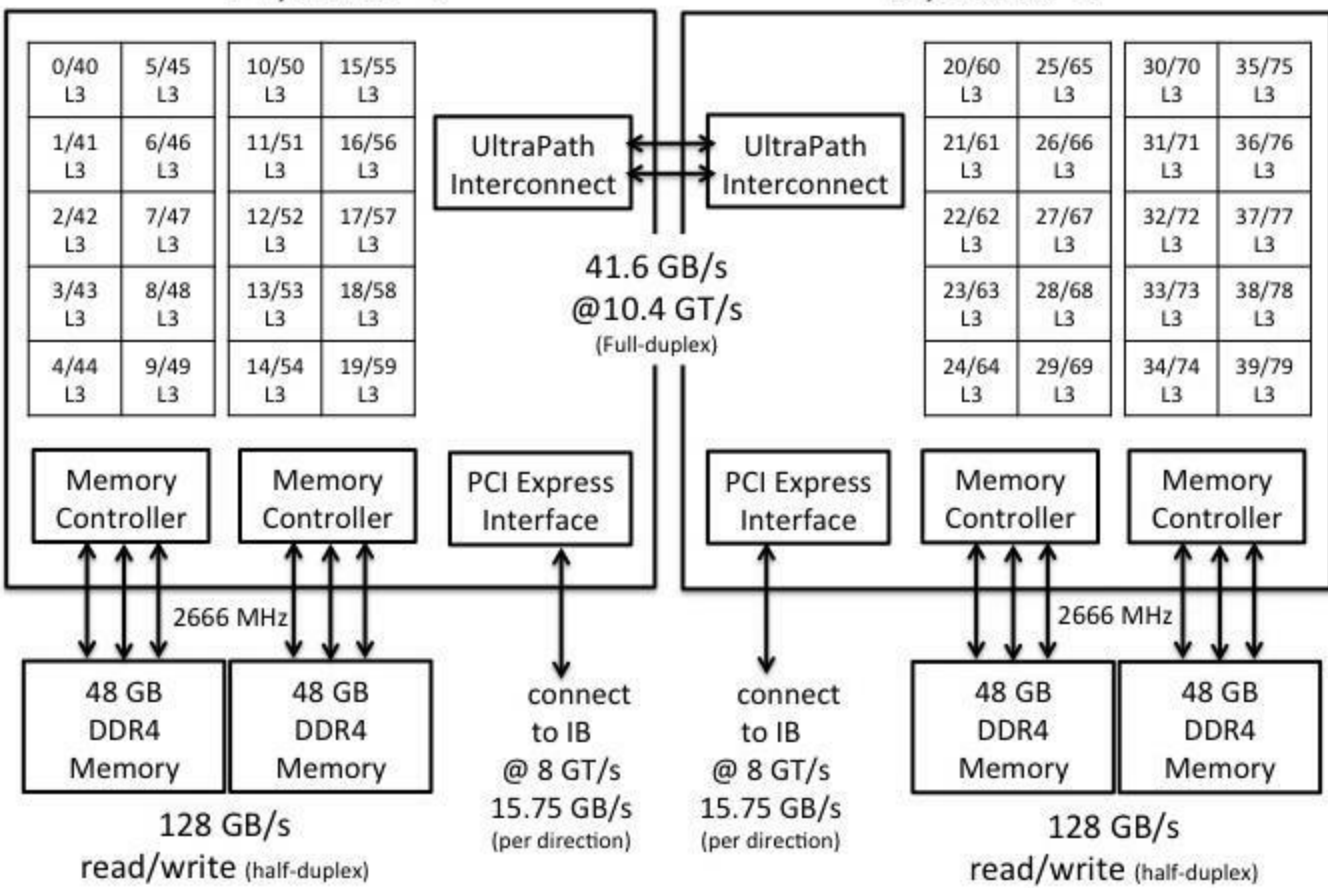 0/40 5/45 10/50 15/55
L3 L3 L3 L3
1/41 6/46 11/51 16/56
L3 L3 L3 L3
2/42 7/47 12/52 17/57
L3 L3 L3 L3
3/43 8/48 13/53 18/58
L3 L3 L3 L3
4/44 9/49 14/54 19/59
L3 L3 L3 L3
UltraPath
Interconnect
UltraPath
Interconnect
41.6 GB/s
@10.4 GT/s
(Full-duplex)
20/60 25/65 30/70 35/75
L3 L3 L3 L3
21/61 26/66 31/71 36/76
L3 L3 L3 L3
22/62 27/67 32/72 37/77
L3 L3 L3 L3
23/63 28/68 33/73 38/78
L3 L3 L3 L3
24/64 29/69 34/74 39/79
L3 L3 L3 L3
Memory
Controller
Memory
Controller
PCI Express
Interface
PCI Express
Interface
Memory
Controller
Memory
Controller
2666 MHz
2666 MHz
48 GB
DDR4
Memory
48 GB
DDR4
Memory
connect
to IB
@ 8 GT/s
15.75 GB/s
(per direction)
connect
to IB
@ 8 GT/s
15.75 GB/s
(per direction)
48 GB
DDR4
Memory
48 GB
DDR4
Memory
128 GB/s
read/write (half-duplex)
128 GB/s
read/write (half-duplex)